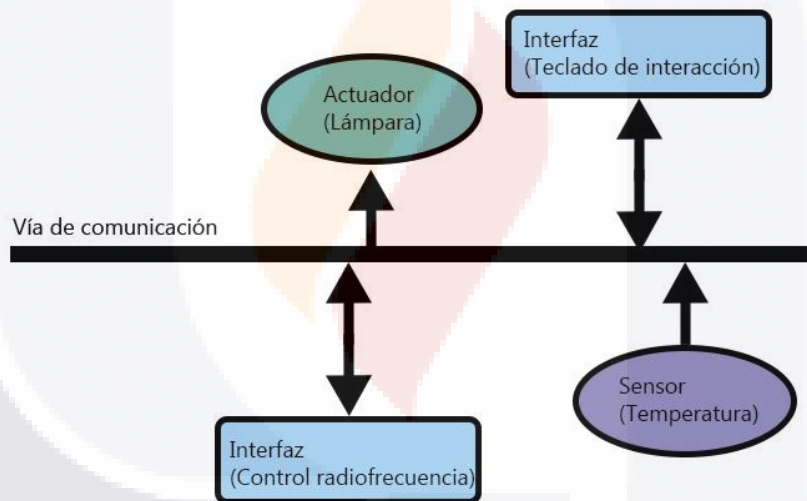 Interfaz
(Teclado de interacción)
Actuador
(Lámpara)
Vía de comunicación
Sensor
(Temperatura)
Interfaz
(Control radiofrecuencia)